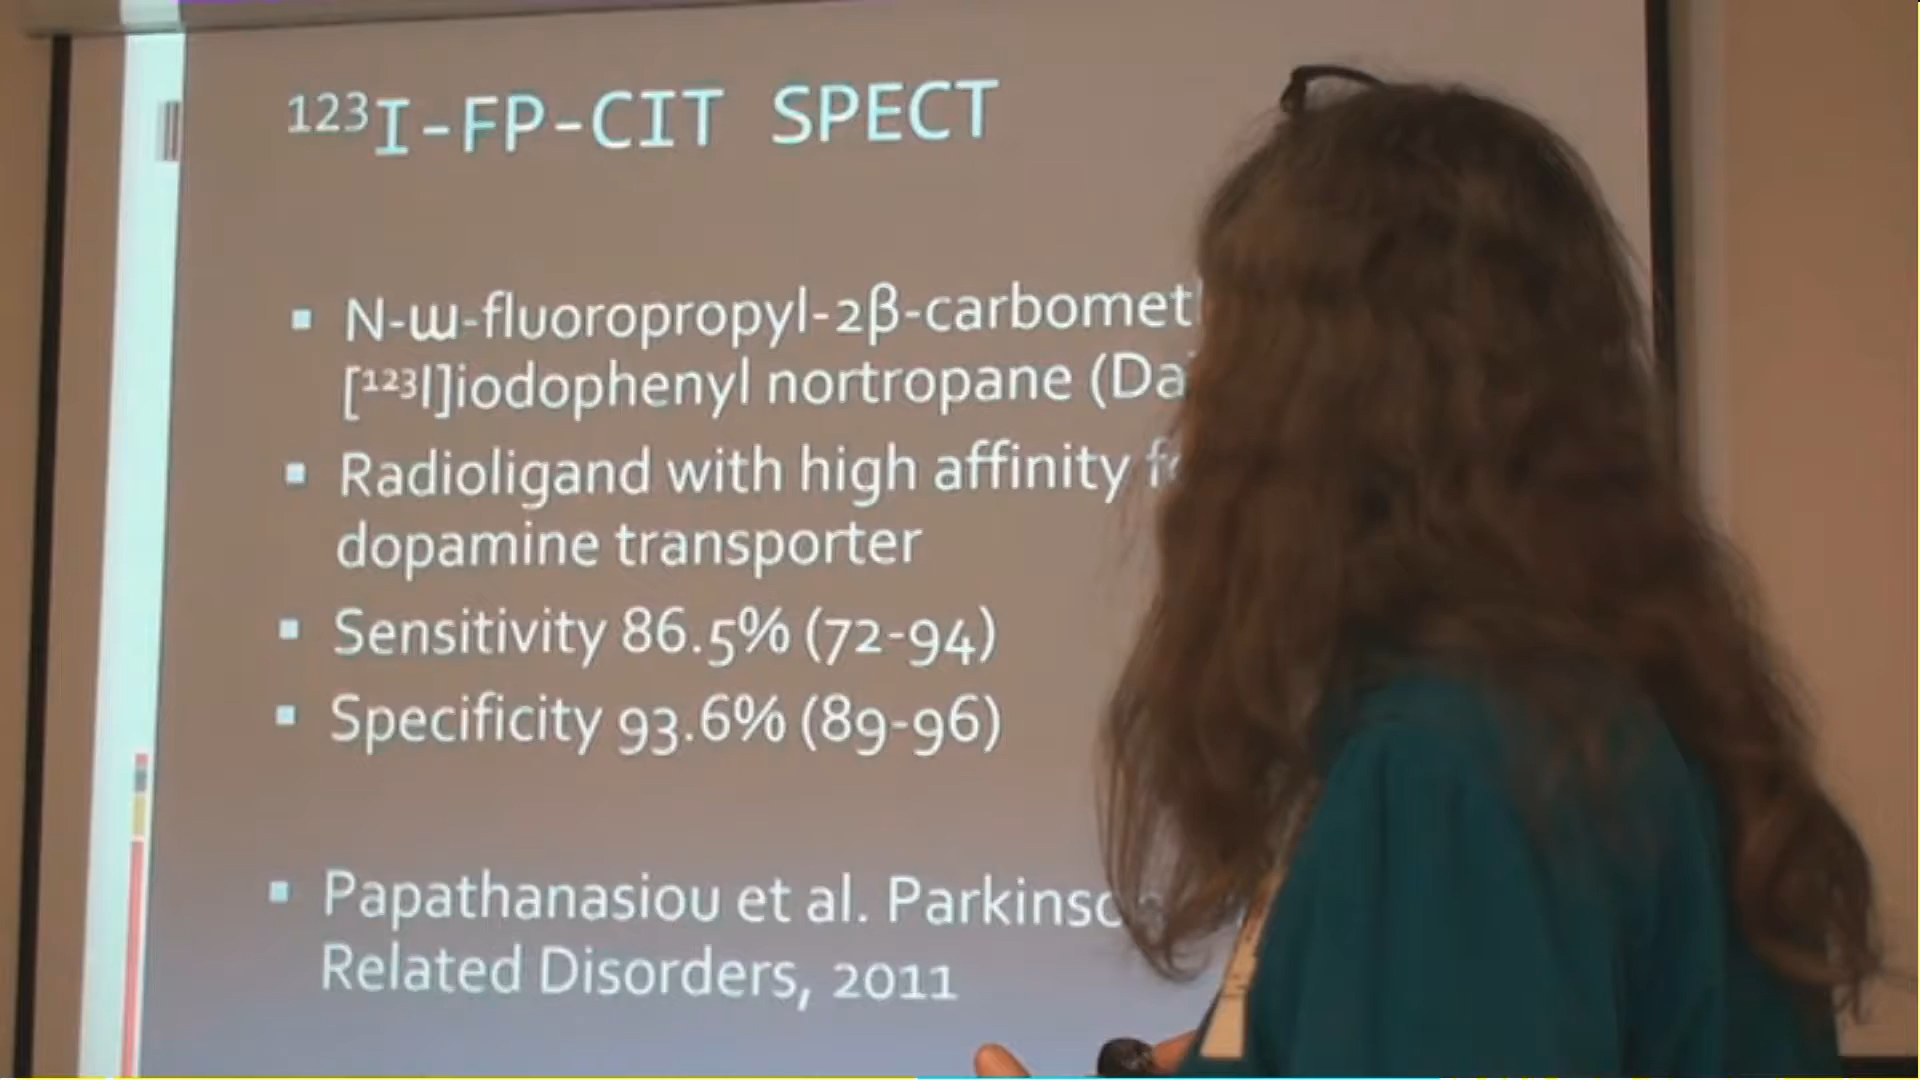 ¹²³I-FP-CIT SPECT
N-ω-fluoropropyl-2β-carbomet
[¹²³I]iodophenyl nortropane (Da
Radioligand with high affinity
dopamine transporter
Sensitivity 86.5% (72-94)
Specificity 93.6% (89-96)
Papathanasiou et al. Parkinso
Related Disorders, 2011